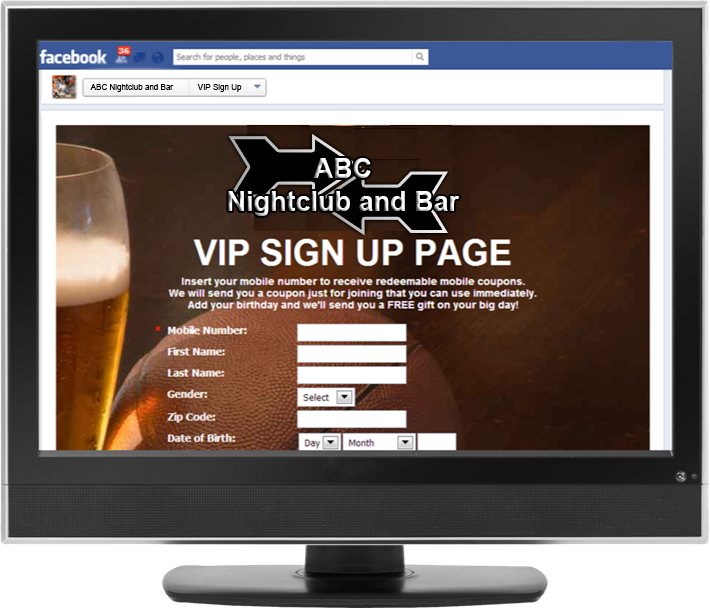 facebook
36
Search for people, places and things
ABC Nightclub and Bar
VIP Sign Up
ABC
Nightclub and Bar
VIP SIGN UP PAGE
Insert your mobile number to receive redeemable mobile coupons.
We will send you a coupon just for joining that you can use immediately.
Add your birthday and we'll send you a FREE gift on your big day!
* Mobile Number:
First Name:
Last Name:
Gender: Select
Zip Code:
Date of Birth: Day Month